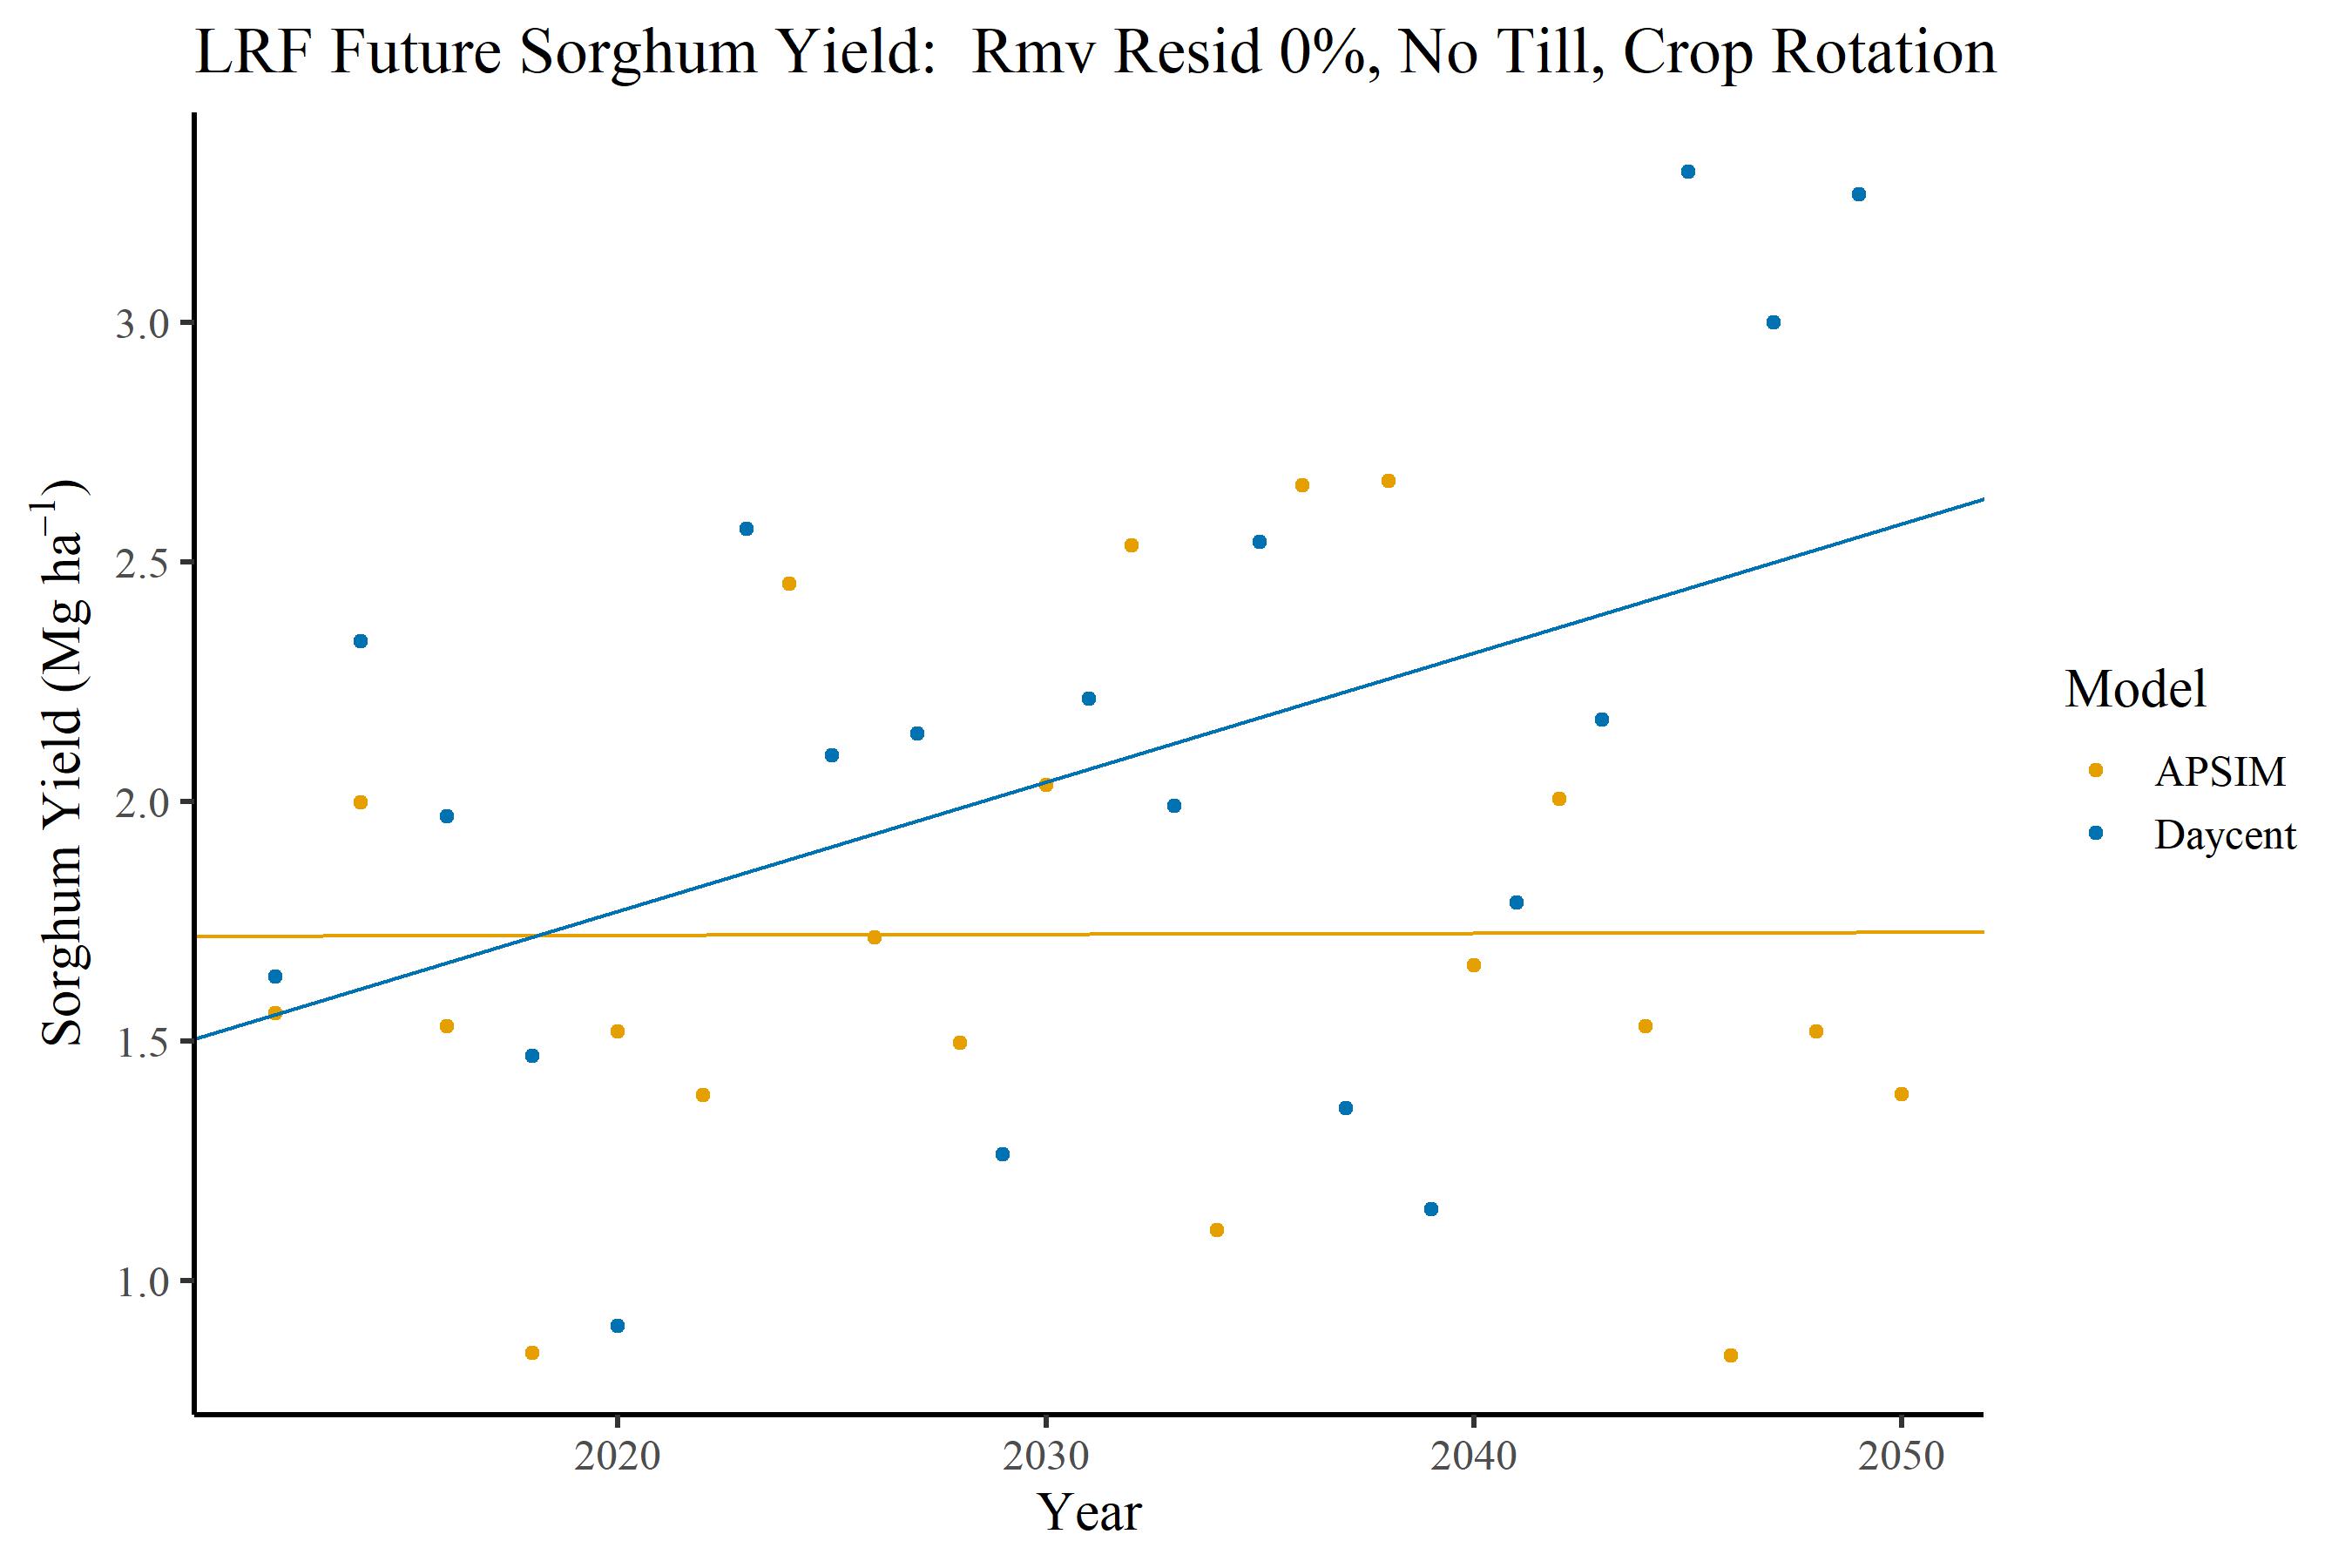 LRF Future Sorghum Yield:  Rmv Resid 0%, No Till, Crop Rotation
Sorghum Yield (Mg ha⁻¹)
3.0
2.5
2.0
1.5
1.0
2020
2030
2040
2050
Year
Model
APSIM
Daycent